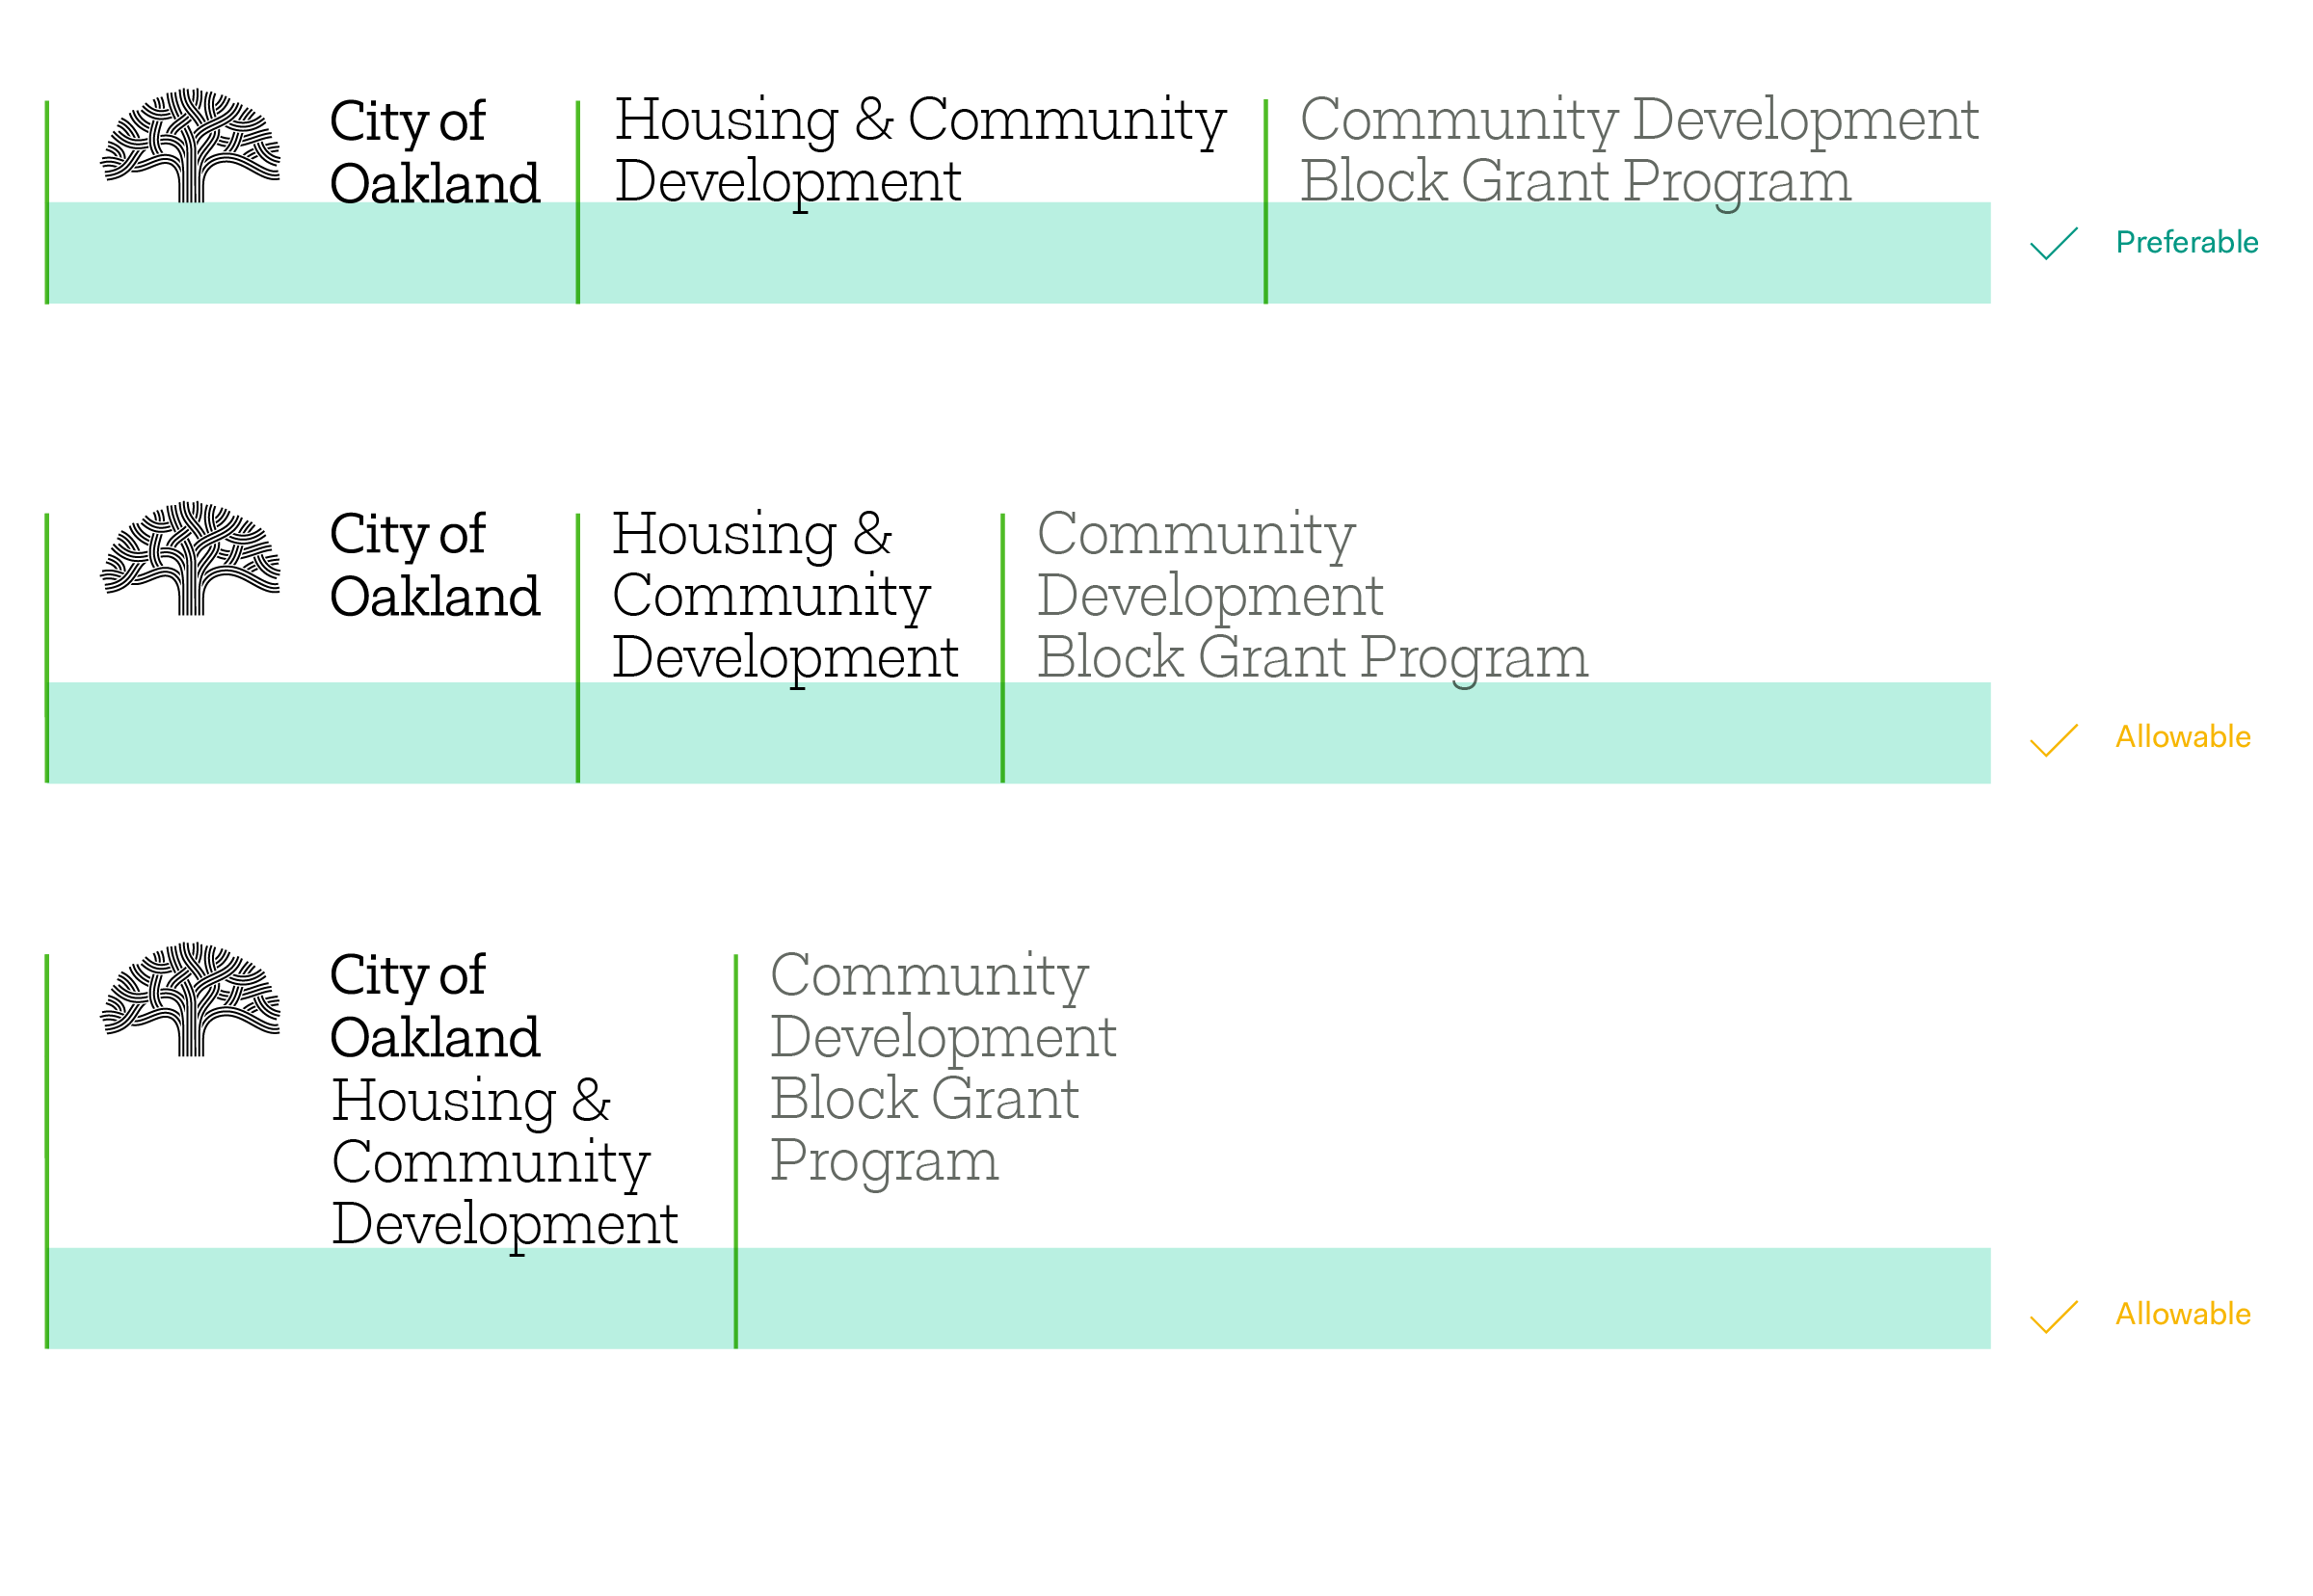 City of
Oakland
Housing & Community
Development
Community Development
Block Grant Program
Preferable
City of
Oakland
Housing &
Community
Development
Community
Development
Block Grant Program
Allowable
City of
Oakland
Housing &
Community
Development
Community
Development
Block Grant
Program
Allowable